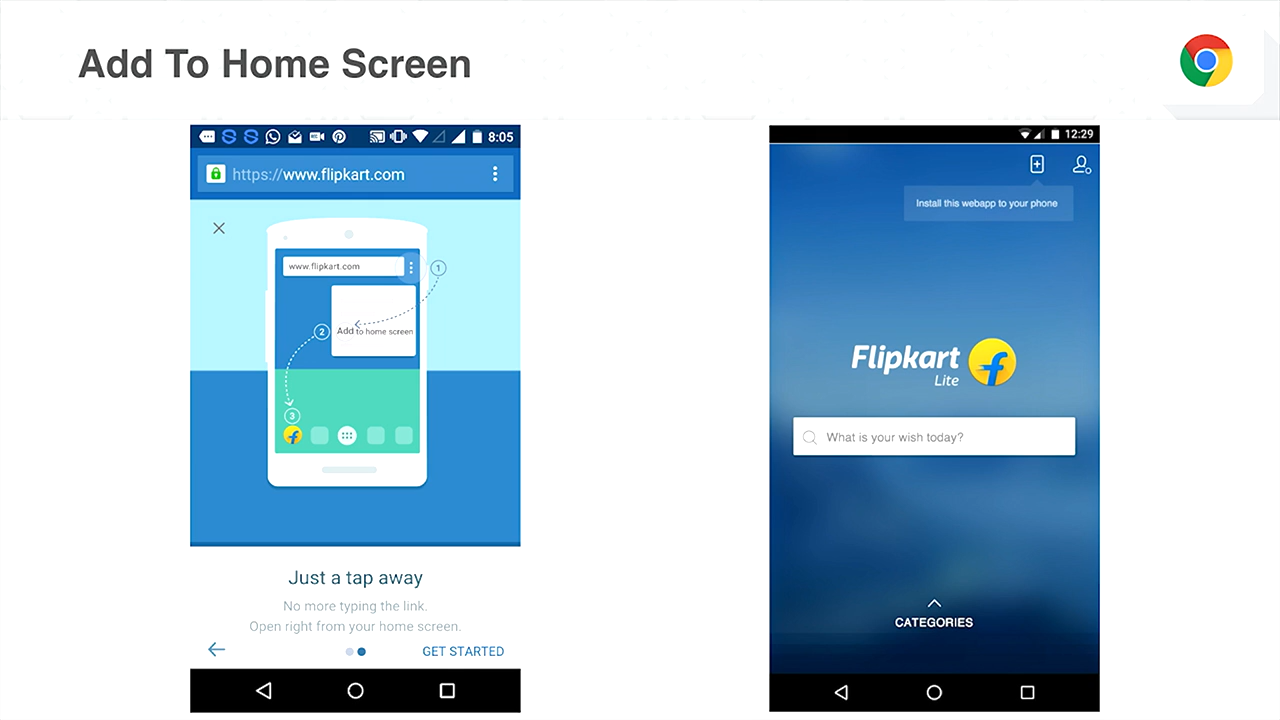 Add To Home Screen
8:05
https://www.flipkart.com
www.flipkart.com
1
2
Add to home screen
3
Just a tap away
No more typing the link.
Open right from your home screen.
GET STARTED
12:29
Install this webapp to your phone
Flipkart
Lite
What is your wish today?
CATEGORIES